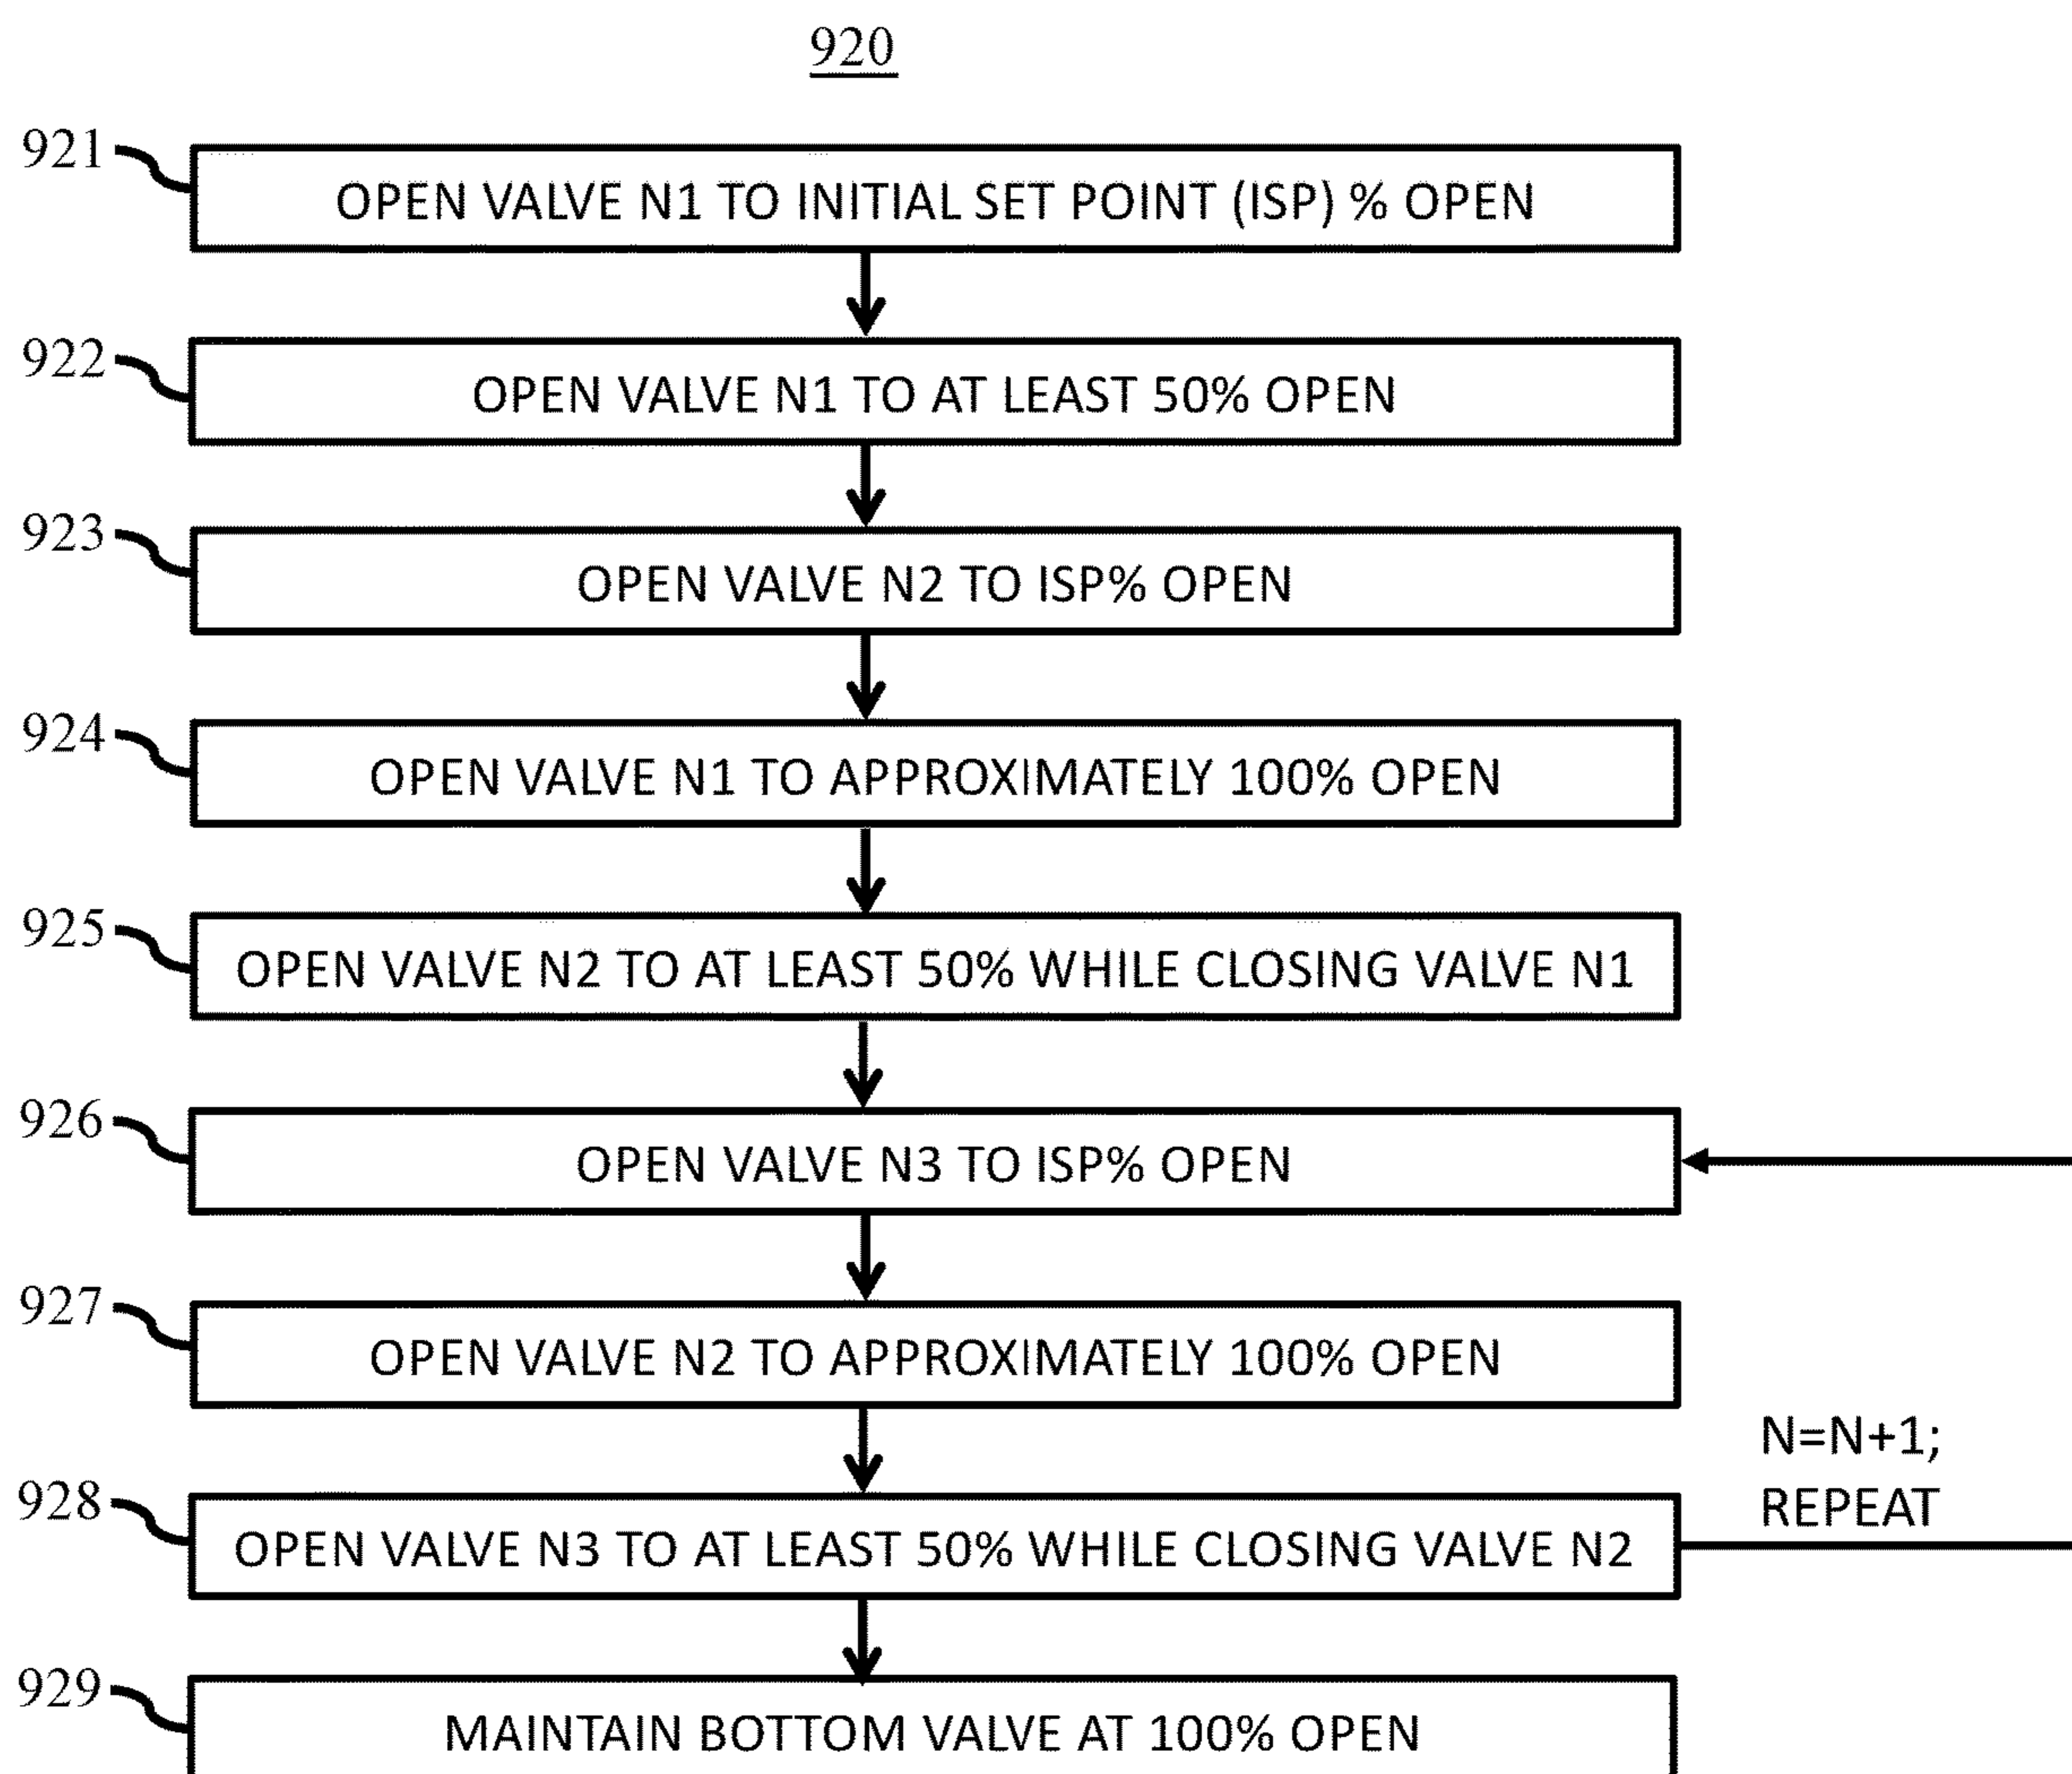 920
921
OPEN VALVE N1 TO INITIAL SET POINT (ISP) % OPEN
922
OPEN VALVE N1 TO AT LEAST 50% OPEN
923
OPEN VALVE N2 TO ISP% OPEN
924
OPEN VALVE N1 TO APPROXIMATELY 100% OPEN
925
OPEN VALVE N2 TO AT LEAST 50% WHILE CLOSING VALVE N1
926
OPEN VALVE N3 TO ISP% OPEN
927
OPEN VALVE N2 TO APPROXIMATELY 100% OPEN
N=N+1;
REPEAT
928
OPEN VALVE N3 TO AT LEAST 50% WHILE CLOSING VALVE N2
929
MAINTAIN BOTTOM VALVE AT 100% OPEN